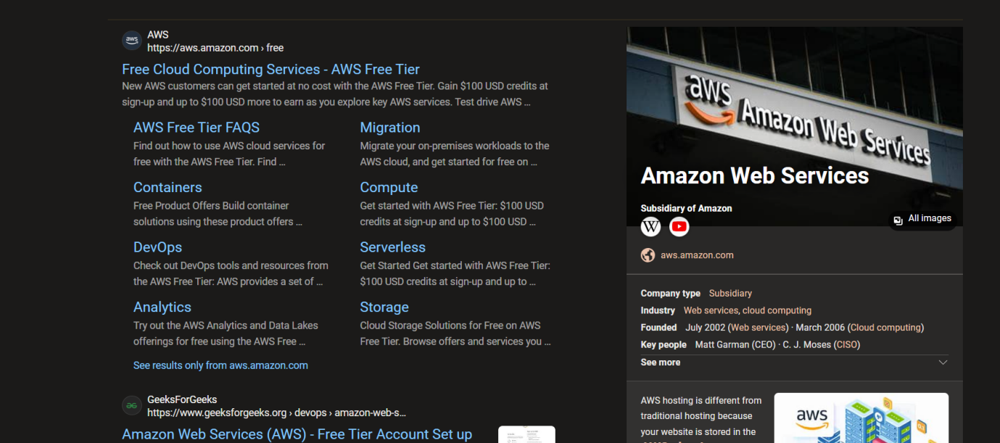 aws
AWS
https://aws.amazon.com › free
Free Cloud Computing Services - AWS Free Tier
New AWS customers can get started at no cost with the AWS Free Tier. Gain $100 USD credits at
sign-up and up to $100 USD more to earn as you explore key AWS services. Test drive AWS ...
AWS Free Tier FAQS
Find out how to use AWS cloud services for
free with the AWS Free Tier. Find ...
Migration
Migrate your on-premises workloads to the
AWS cloud, and get started for free on ...
Containers
Free Product Offers Build container
solutions using these product offers ...
Compute
Get started with AWS Free Tier: $100 USD
credits at sign-up and up to $100 USD ...
DevOps
Check out DevOps tools and resources from
the AWS Free Tier: AWS provides a set of ...
Serverless
Get Started Get started with AWS Free Tier:
$100 USD credits at sign-up and up to ...
Analytics
Try out the AWS Analytics and Data Lakes
offerings for free using the AWS Free ...
Storage
Cloud Storage Solutions for Free on AWS
Free Tier. Browse offers and services you ...
See results only from aws.amazon.com
GeeksForGeeks
https://www.geeksforgeeks.org › devops › amazon-web-s...
Amazon Web Services (AWS) - Free Tier Account Set up
aws
Amazon Web Services
Amazon Web Services
Subsidiary of Amazon
W
All images
aws.amazon.com
Company type Subsidiary
Industry Web services, cloud computing
Founded July 2002 (Web services) · March 2006 (Cloud computing)
Key people Matt Garman (CEO) · C. J. Moses (CISO)
See more
AWS hosting is different from
traditional hosting because
your website is stored in the
aws